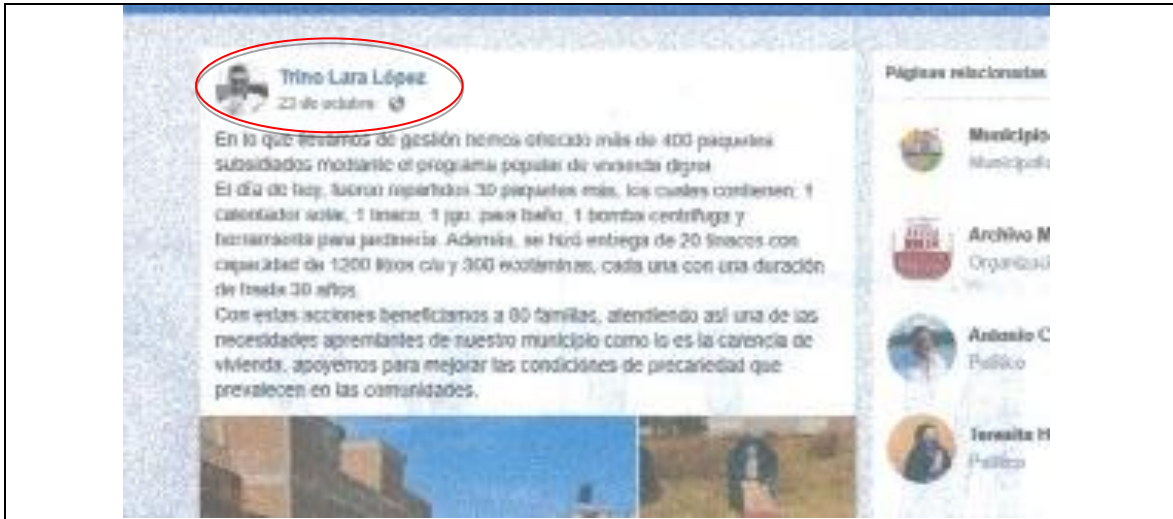 Trino Lara López
23 de octubre
En lo que llevamos de gestión hemos ofrecido más de 400 paquetes
subsidiados mediante el programa popular de vivienda digna
El día de hoy, fueron repartidos 30 paquetes más, los cuales contienen, 1
calentador solar, 1 tinaco, 1 jgo. para baño, 1 bomba centrífuga y
herramienta para jardinería. Además, se hizó entrega de 20 tinacos con
capacidad de 1200 litros c/u y 300 ecoláminas, cada una con una duración
de hasta 30 años
Con estas acciones beneficiamos a 80 familias, atendiendo así una de las
necesidades apremiantes de nuestro municipio como lo es la carencia de
vivienda, apoyemos para mejorar las condiciones de precariedad que
prevalecen en las comunidades.
Páginas relacionadas
Municipio
Archivo M
Antonio C
Político
Teresita H
Político